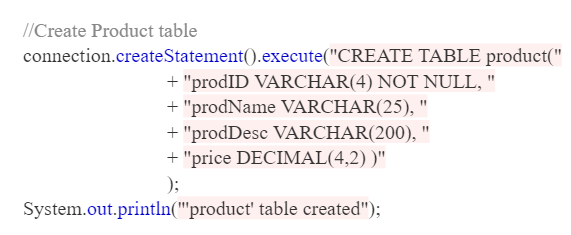 //Create Product table
connection.createStatement().execute("CREATE TABLE product("
+ "prodID VARCHAR(4) NOT NULL, "
+ "prodName VARCHAR(25), "
+ "prodDesc VARCHAR(200), "
+ "price DECIMAL(4,2) )"
);
System.out.println("'product' table created");